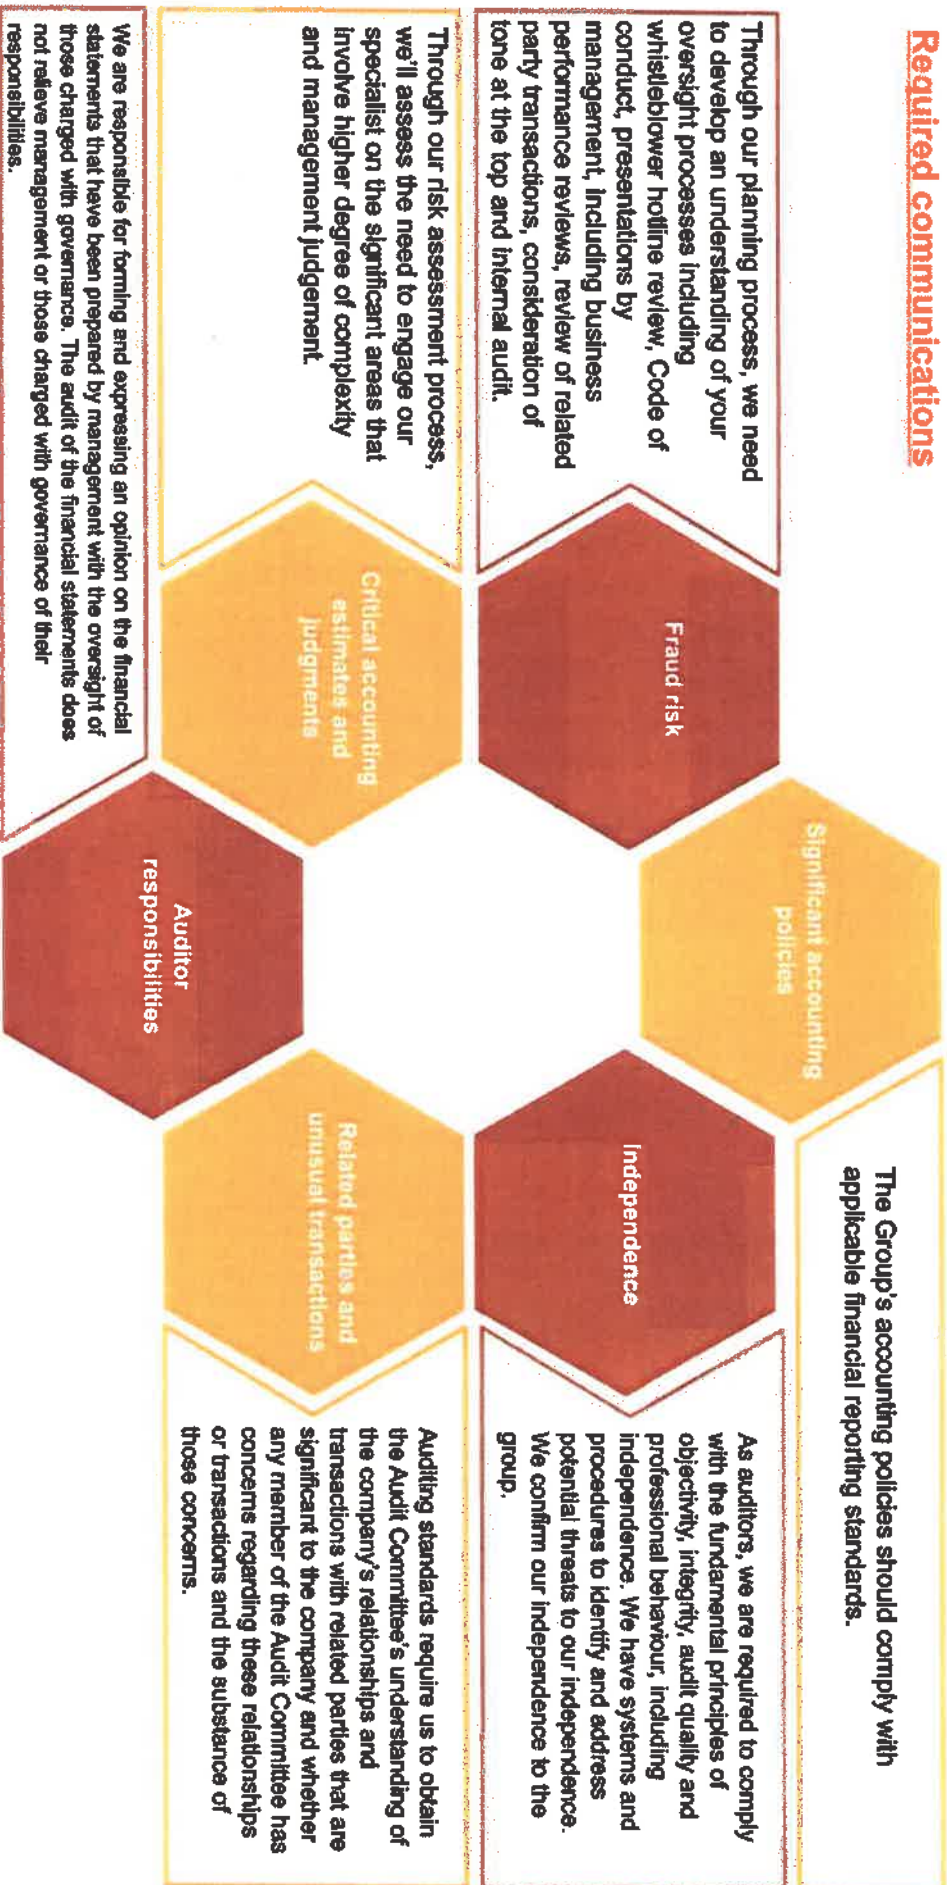 Required communications
Significant accounting
policies
The Group's accounting policies should comply with
applicable financial reporting standards.
Through our planning process, we need
to develop an understanding of your
oversight processes including
whistleblower hotline review, Code of
conduct, presentations by
management, including business
performance reviews, review of related
party transactions, consideration of
tone at the top and internal audit.
Fraud risk
Independence
As auditors, we are required to comply
with the fundamental principles of
objectivity, integrity, audit quality and
professional behaviour, including
independence. We have systems and
procedures to identify and address
potential threats to our independence.
We confirm our independence to the
group.
Through our risk assessment process,
we'll assess the need to engage our
specialist on the significant areas that
involve higher degree of complexity
and management judgement.
Critical accounting
estimates and
judgments
Related parties and
unusual transactions
Auditing standards require us to obtain
the Audit Committee's understanding of
the company's relationships and
transactions with related parties that are
significant to the company and whether
any member of the Audit Committee has
concerns regarding these relationships
or transactions and the substance of
those concerns.
Auditor
responsibilities
We are responsible for forming and expressing an opinion on the financial
statements that have been prepared by management with the oversight of
those charged with governance. The audit of the financial statements does
not relieve management or those charged with governance of their
responsibilities.